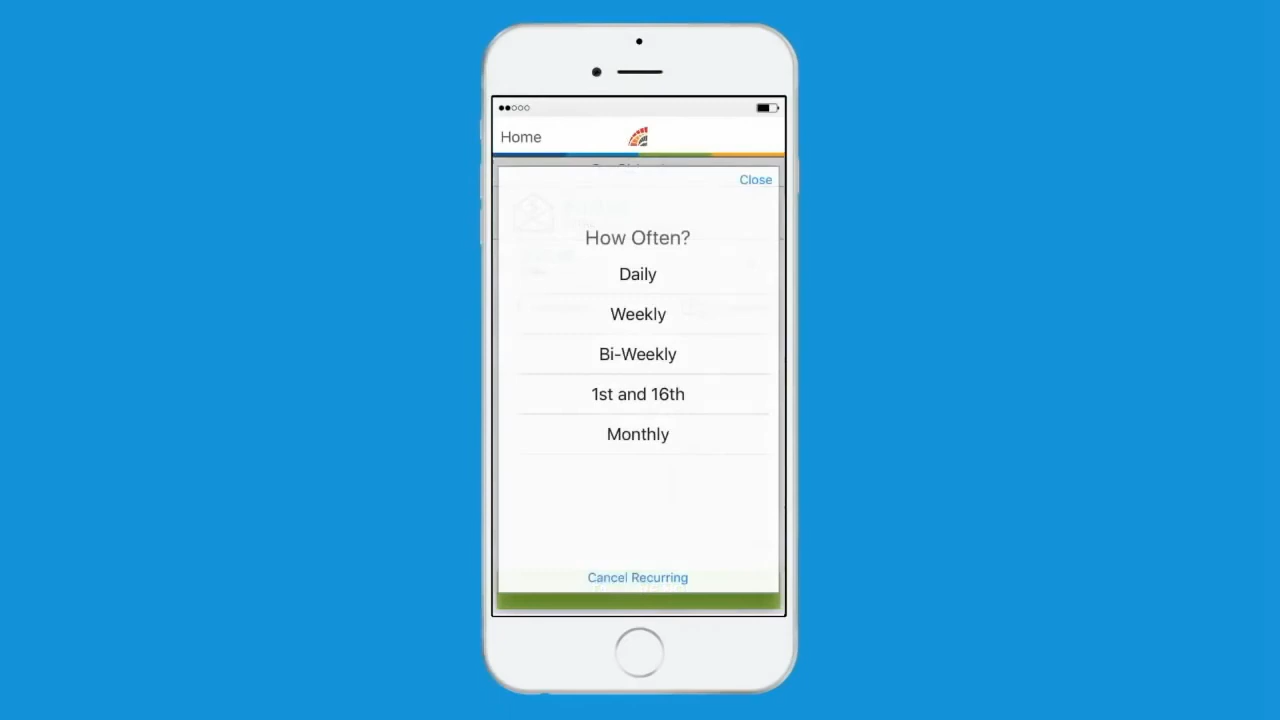 Home
Close
How Often?
Daily
Weekly
Bi-Weekly
1st and 16th
Monthly
Cancel Recurring